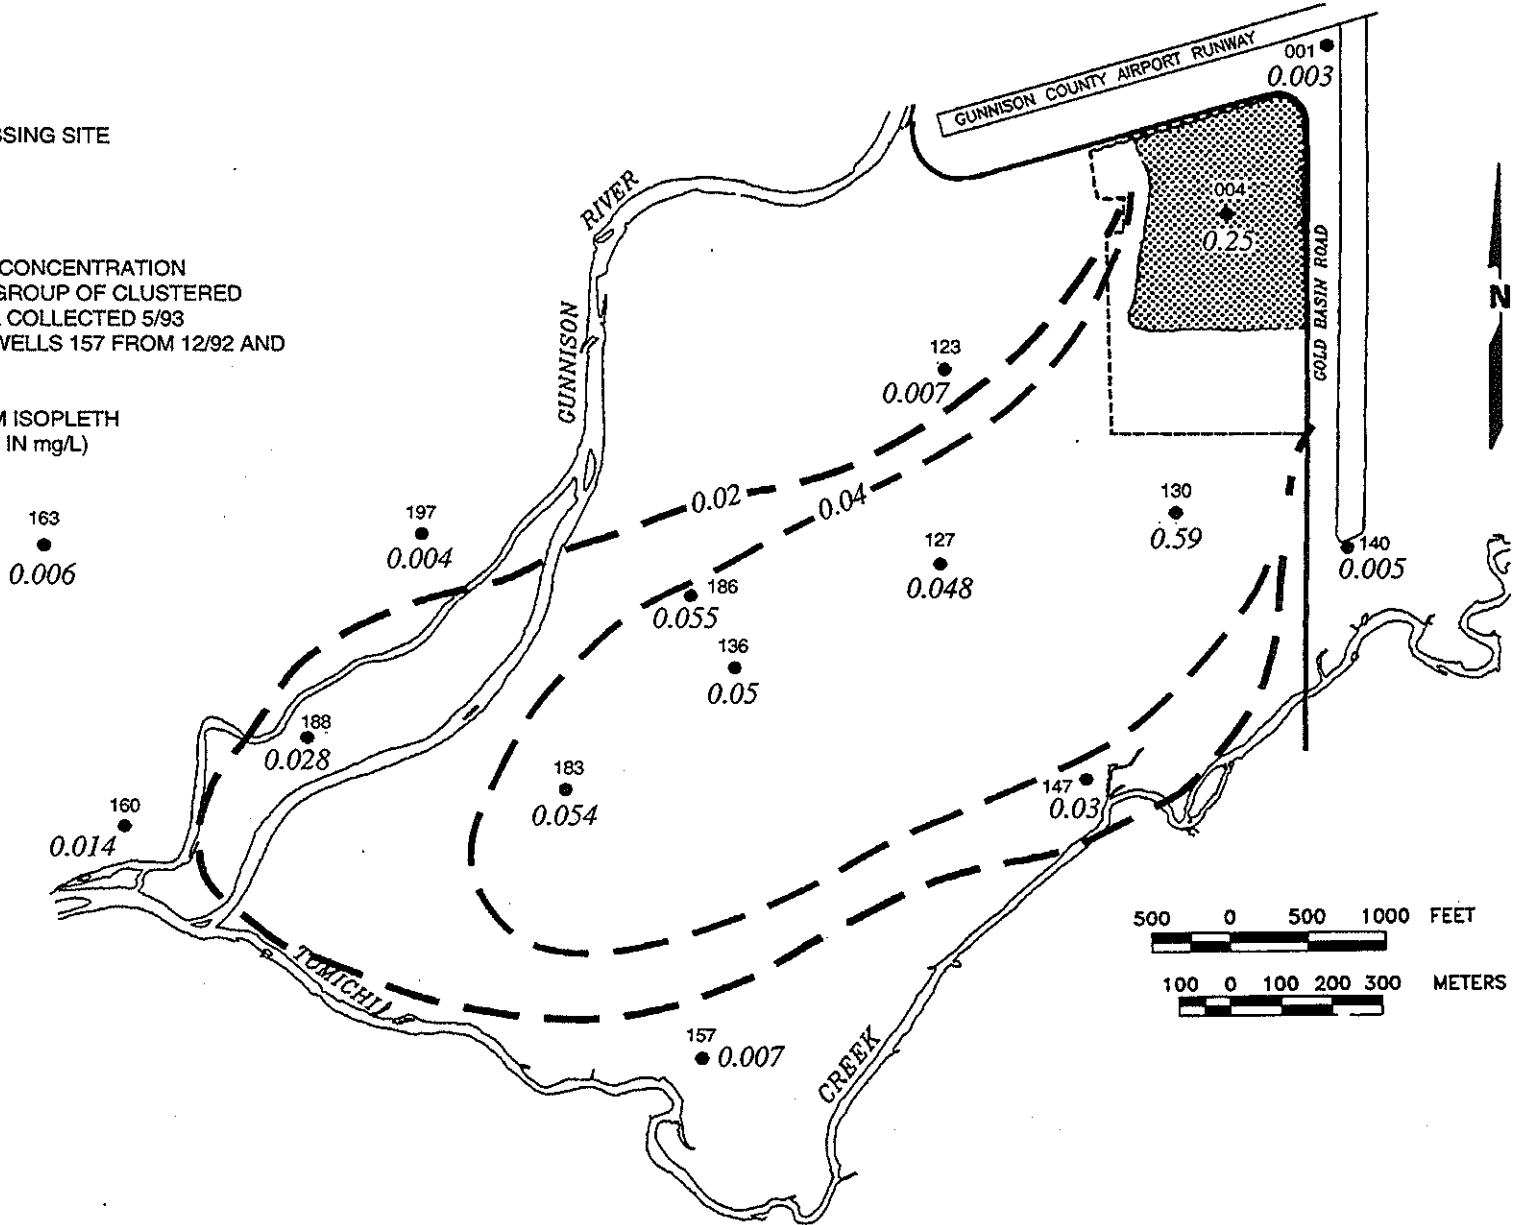 GUNNISON COUNTY AIRPORT RUNWAY
001
0.003
SSING SITE
RIVER
004
0.25
CONCENTRATION
GROUP OF CLUSTERED
COLLECTED 5/93
WELLS 157 FROM 12/92 AND
GOLD BASIN ROAD
N
GUNNISON
123
0.007
M ISOPLETH
IN mg/L)
0.02
0.04
130
0.59
163
0.006
197
0.004
127
0.048
140
0.005
186
0.055
136
0.05
188
0.028
183
0.054
147
0.03
160
0.014
500 0 500 1000 FEET
100 0 100 200 300 METERS
TOMICHI
157
0.007
CREEK